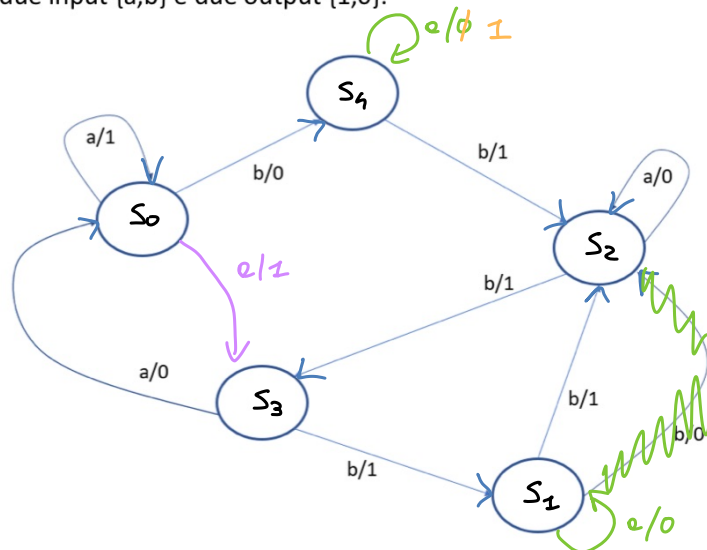 due input {a,b} e due output {1,0}.
a/0 1
S4
a/1
b/0
b/1
a/0
S0
S2
a/1
b/1
a/0
S3
b/1
b/0
b/1
S1
a/0